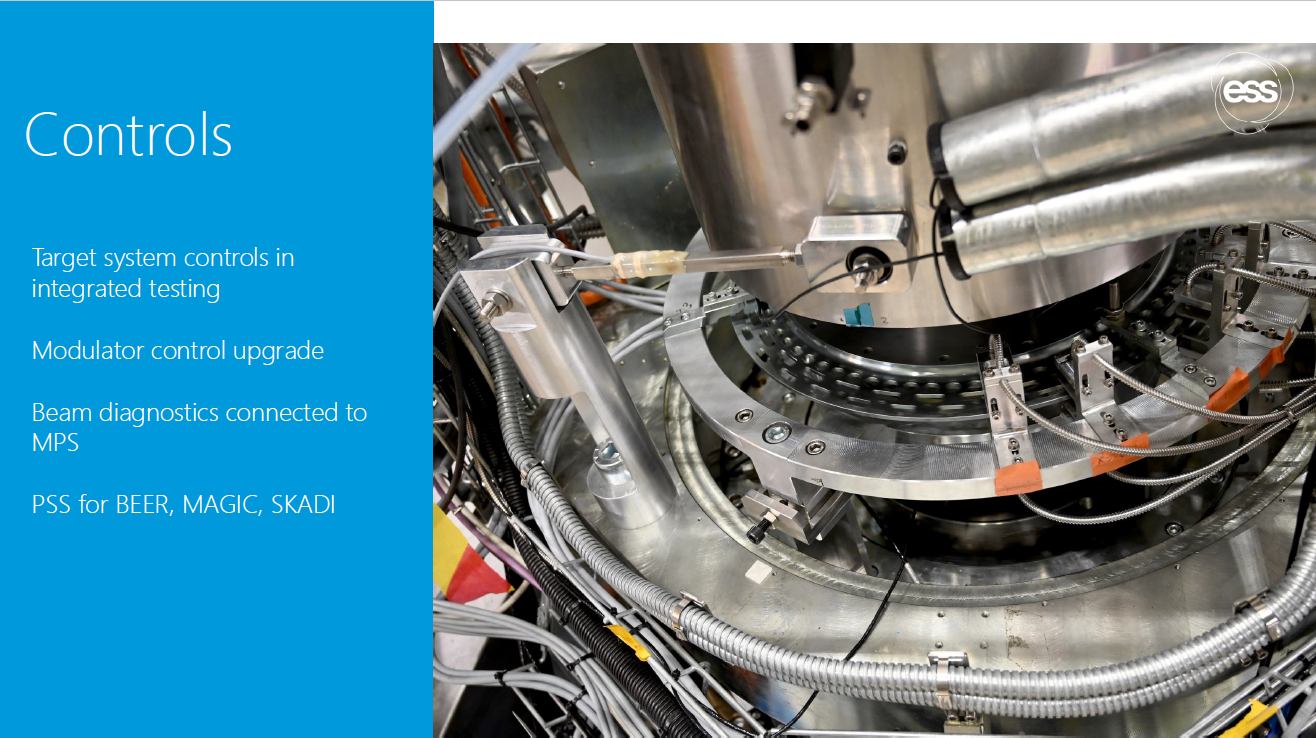 Controls
Target system controls in
integrated testing
Modulator control upgrade
Beam diagnostics connected to
MPS
PSS for BEER, MAGIC, SKADI
ess